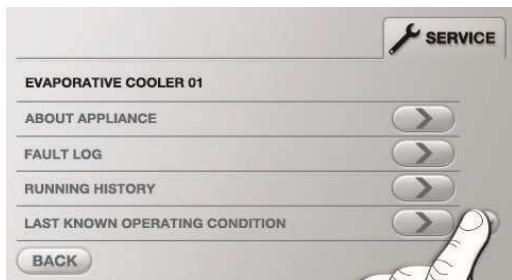 SERVICE
EVAPORATIVE COOLER 01
ABOUT APPLIANCE
FAULT LOG
RUNNING HISTORY
LAST KNOWN OPERATING CONDITION
BACK